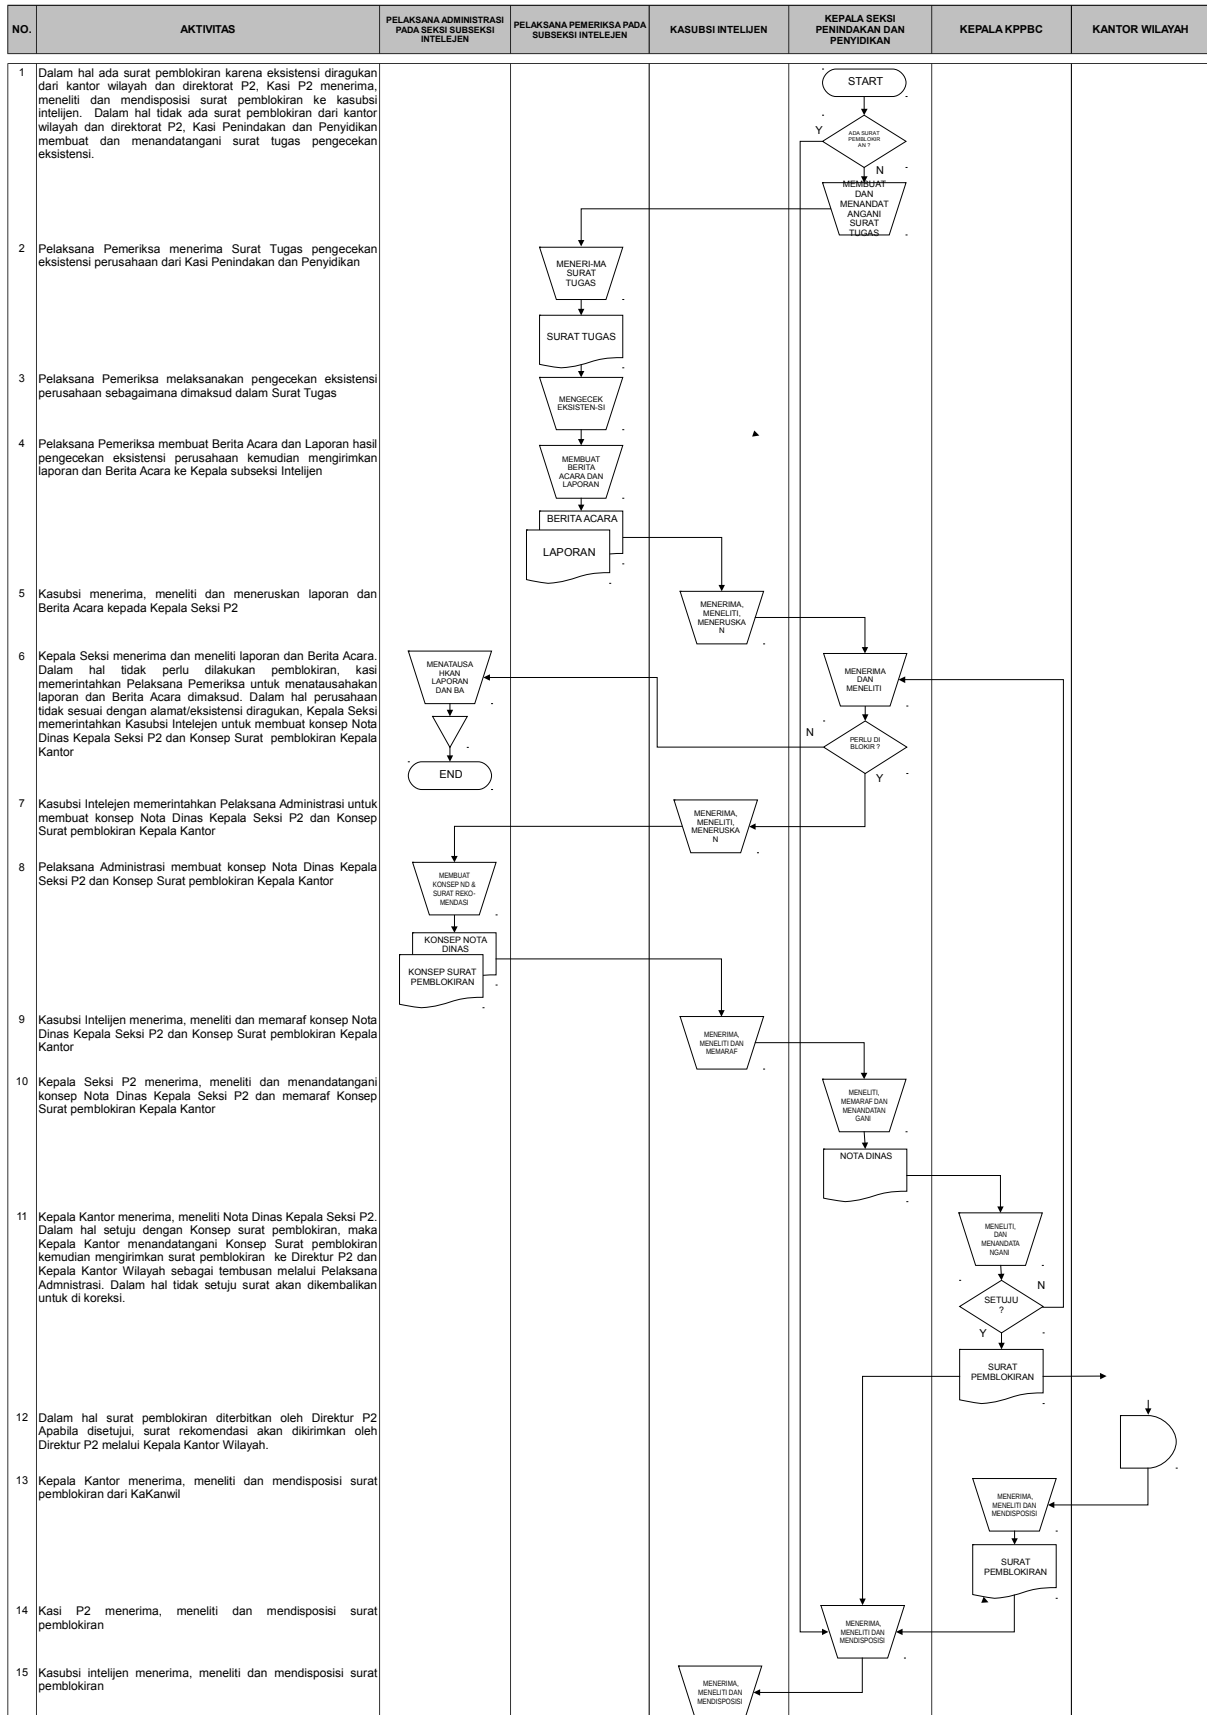 NO.
AKTIVITAS
PELAKSANA ADMINISTRASI
PADA SEKSI SUBSEKSI
INTELEJEN
PELAKSANA PEMERIKSA PADA
SUBSEKSI INTELEJEN
KASUBSI INTELIJEN
KEPALA SEKSI
PENINDAKAN DAN
PENYIDIKAN
KEPALA KPPBC
KANTOR WILAYAH
1
Dalam hal ada surat pemblokiran karena eksistensi diragukan
dari kantor wilayah dan direktorat P2, Kasi P2 menerima,
meneliti dan mendisposisi surat pemblokiran ke kasubsi
intelijen. Dalam hal tidak ada surat pemblokiran dari kantor
wilayah dan direktorat P2, Kasi Penindakan dan Penyidikan
membuat dan menandatangani surat tugas pengecekan
eksistensi.
START
Y
ADA SURAT
PEMBLOKIR
AN ?
N
MEMBUAT
DAN
MENANDAT
ANGANI
SURAT
TUGAS
2
Pelaksana Pemeriksa menerima Surat Tugas pengecekan
eksistensi perusahaan dari Kasi Penindakan dan Penyidikan
MENERI-MA
SURAT
TUGAS
SURAT TUGAS
3
Pelaksana Pemeriksa melaksanakan pengecekan eksistensi
perusahaan sebagaimana dimaksud dalam Surat Tugas
MENGECEK
EKSISTEN-SI
4
Pelaksana Pemeriksa membuat Berita Acara dan Laporan hasil
pengecekan eksistensi perusahaan kemudian mengirimkan
laporan dan Berita Acara ke Kepala subseksi Intelijen
MEMBUAT
BERITA
ACARA DAN
LAPORAN
BERITA ACARA
LAPORAN
5
Kasubsi menerima, meneliti dan meneruskan laporan dan
Berita Acara kepada Kepala Seksi P2
MENERIMA,
MENELITI,
MENERUSKA
N
6
Kepala Seksi menerima dan meneliti laporan dan Berita Acara.
Dalam hal tidak perlu dilakukan pemblokiran, kasi
memerintahkan Pelaksana Pemeriksa untuk menatausahakan
laporan dan Berita Acara dimaksud. Dalam hal perusahaan
tidak sesuai dengan alamat/eksistensi diragukan, Kepala Seksi
memerintahkan Kasubsi Intelejen untuk membuat konsep Nota
Dinas Kepala Seksi P2 dan Konsep Surat pemblokiran Kepala
Kantor
MENATAUSA
HKAN
LAPORAN
DAN BA
END
MENERIMA
DAN
MENELITI
N
PERLU DI
BLOKIR ?
Y
7
Kasubsi Intelejen memerintahkan Pelaksana Administrasi untuk
membuat konsep Nota Dinas Kepala Seksi P2 dan Konsep
Surat pemblokiran Kepala Kantor
MENERIMA,
MENELITI,
MENERUSKA
N
8
Pelaksana Administrasi membuat konsep Nota Dinas Kepala
Seksi P2 dan Konsep Surat pemblokiran Kepala Kantor
MEMBUAT
KONSEP ND &
SURAT REKO-
MENDASI
KONSEP NOTA
DINAS
KONSEP SURAT
PEMBLOKIRAN
9
Kasubsi Intelijen menerima, meneliti dan memaraf konsep Nota
Dinas Kepala Seksi P2 dan Konsep Surat pemblokiran Kepala
Kantor
MENERIMA,
MENELITI DAN
MEMARAF
10
Kepala Seksi P2 menerima, meneliti dan menandatangani
konsep Nota Dinas Kepala Seksi P2 dan memaraf Konsep
Surat pemblokiran Kepala Kantor
MENELITI,
MEMARAF DAN
MENANDATAN
GANI
NOTA DINAS
11
Kepala Kantor menerima, meneliti Nota Dinas Kepala Seksi P2.
Dalam hal setuju dengan Konsep surat pemblokiran, maka
Kepala Kantor menandatangani Konsep Surat pemblokiran
kemudian mengirimkan surat pemblokiran ke Direktur P2 dan
Kepala Kantor Wilayah sebagai tembusan melalui Pelaksana
Admnistrasi. Dalam hal tidak setuju surat akan dikembalikan
untuk di koreksi.
MENELITI,
DAN
MENANDATA
NGANI
N
SETUJU
?
Y
SURAT
PEMBLOKIRAN
12
Dalam hal surat pemblokiran diterbitkan oleh Direktur P2
Apabila disetujui, surat rekomendasi akan dikirimkan oleh
Direktur P2 melalui Kepala Kantor Wilayah.
13
Kepala Kantor menerima, meneliti dan mendisposisi surat
pemblokiran dari KaKanwil
MENERIMA,
MENELITI DAN
MENDISPOSISI
SURAT
PEMBLOKIRAN
14
Kasi P2 menerima, meneliti dan mendisposisi surat
pemblokiran
MENERIMA,
MENELITI DAN
MENDISPOSISI
15
Kasubsi intelijen menerima, meneliti dan mendisposisi surat
pemblokiran
MENERIMA,
MENELITI DAN
MENDISPOSISI